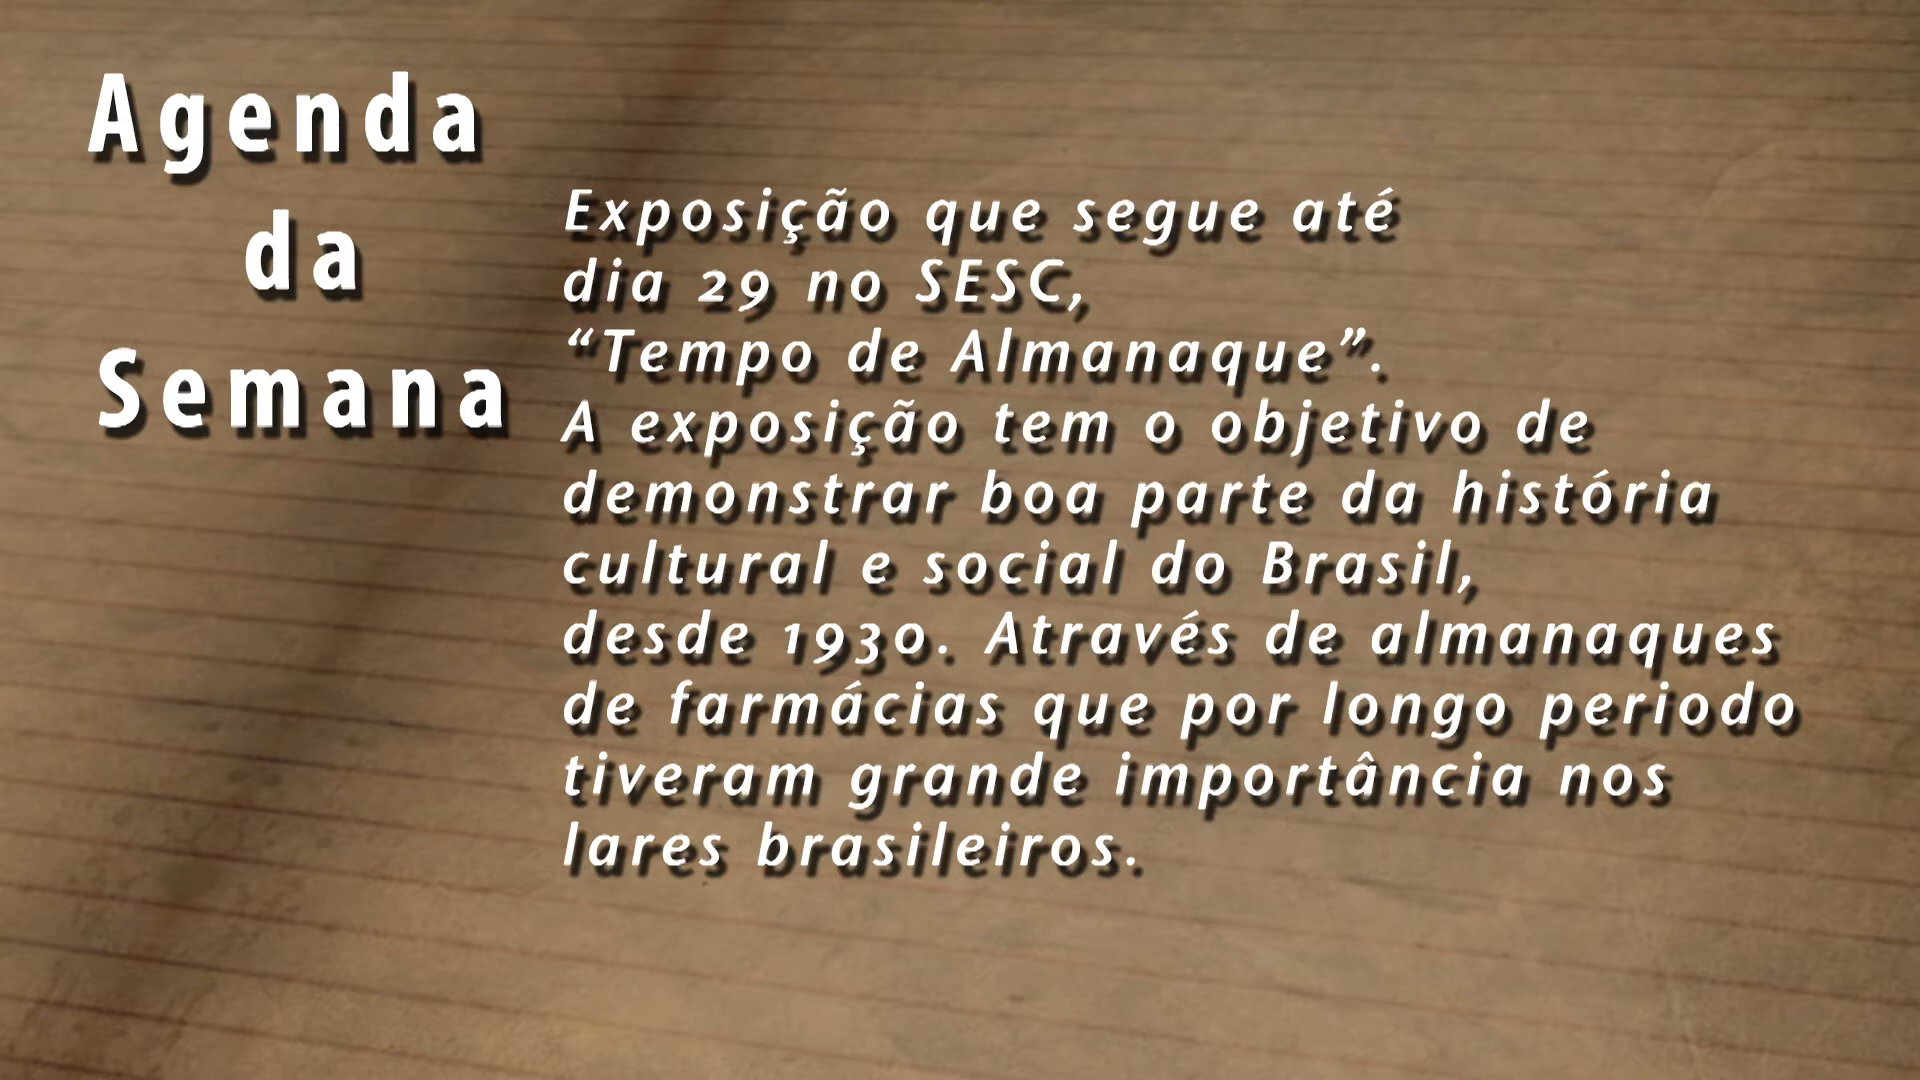 Agenda
da
Semana
Exposição que segue até
dia 29 no SESC,
“Tempo de Almanaque”.
A exposição tem o objetivo de
demonstrar boa parte da história
cultural e social do Brasil,
desde 1930. Através de almanaques
de farmácias que por longo periodo
tiveram grande importância nos
lares brasileiros.